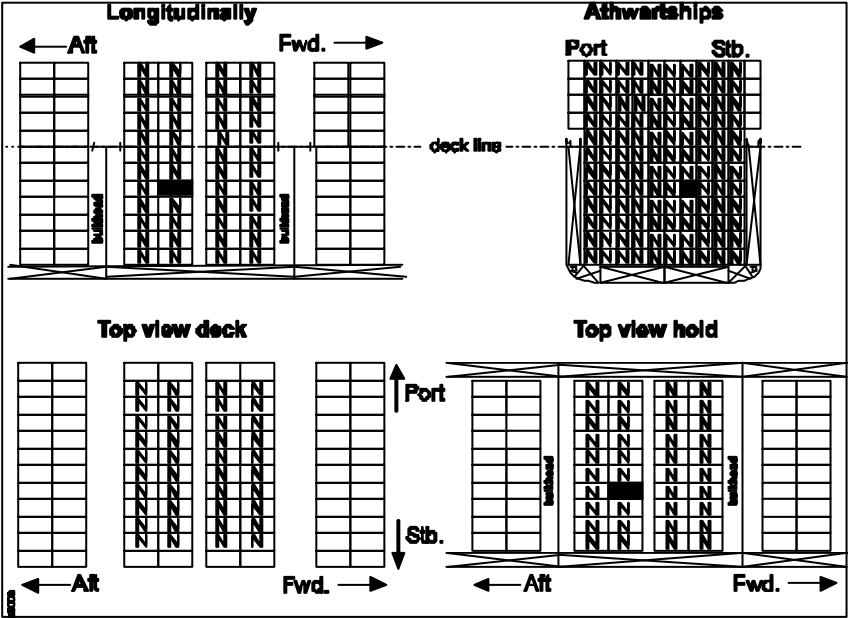 Longitudinally
Athwartships
Aft
Fwd.
Port
Stb.
deck line
bulkhead
bulkhead
Top view deck
Top view hold
Port
bulkhead
bulkhead
Stb.
Aft
Fwd.
Aft
Fwd.